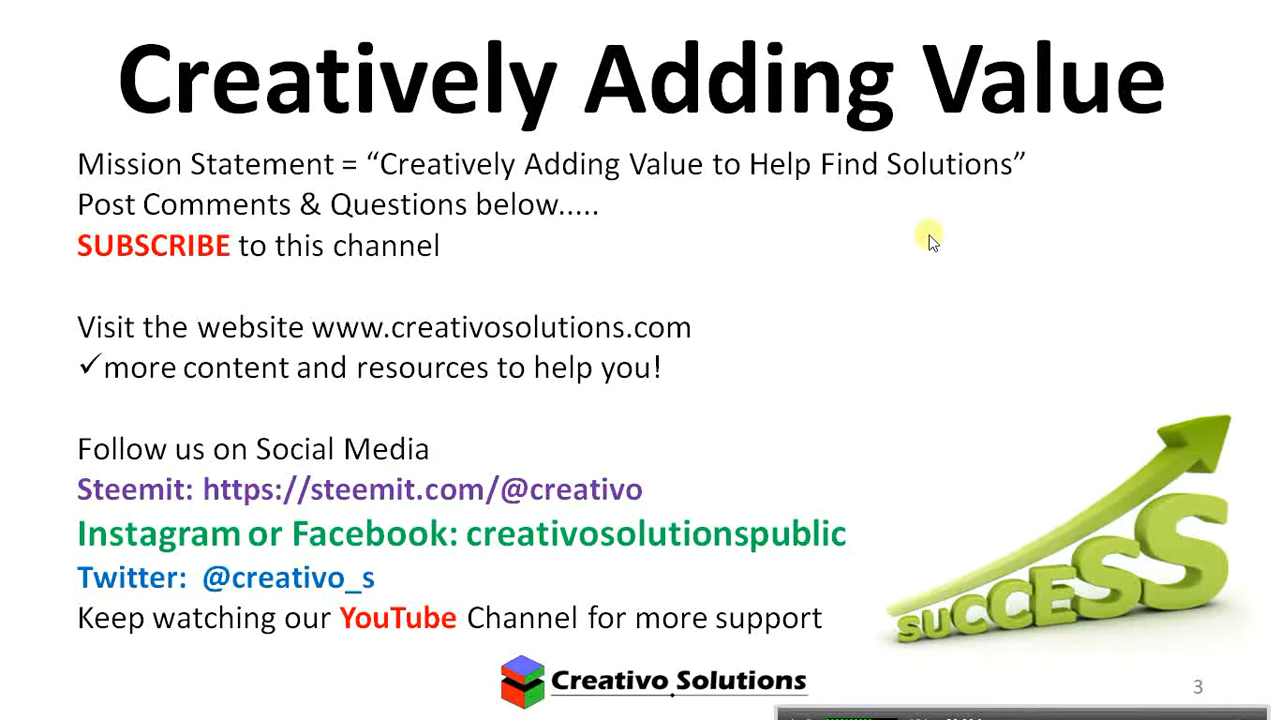 Creatively Adding Value
Mission Statement = “Creatively Adding Value to Help Find Solutions”
Post Comments & Questions below.....
SUBSCRIBE to this channel
Visit the website www.creativosolutions.com
✓more content and resources to help you!
Follow us on Social Media
Steemit: https://steemit.com/@creativo
Instagram or Facebook: creativosolutionspublic
Twitter: @creativo_s
Keep watching our YouTube Channel for more support
SUCCESS
Creativo Solutions
3